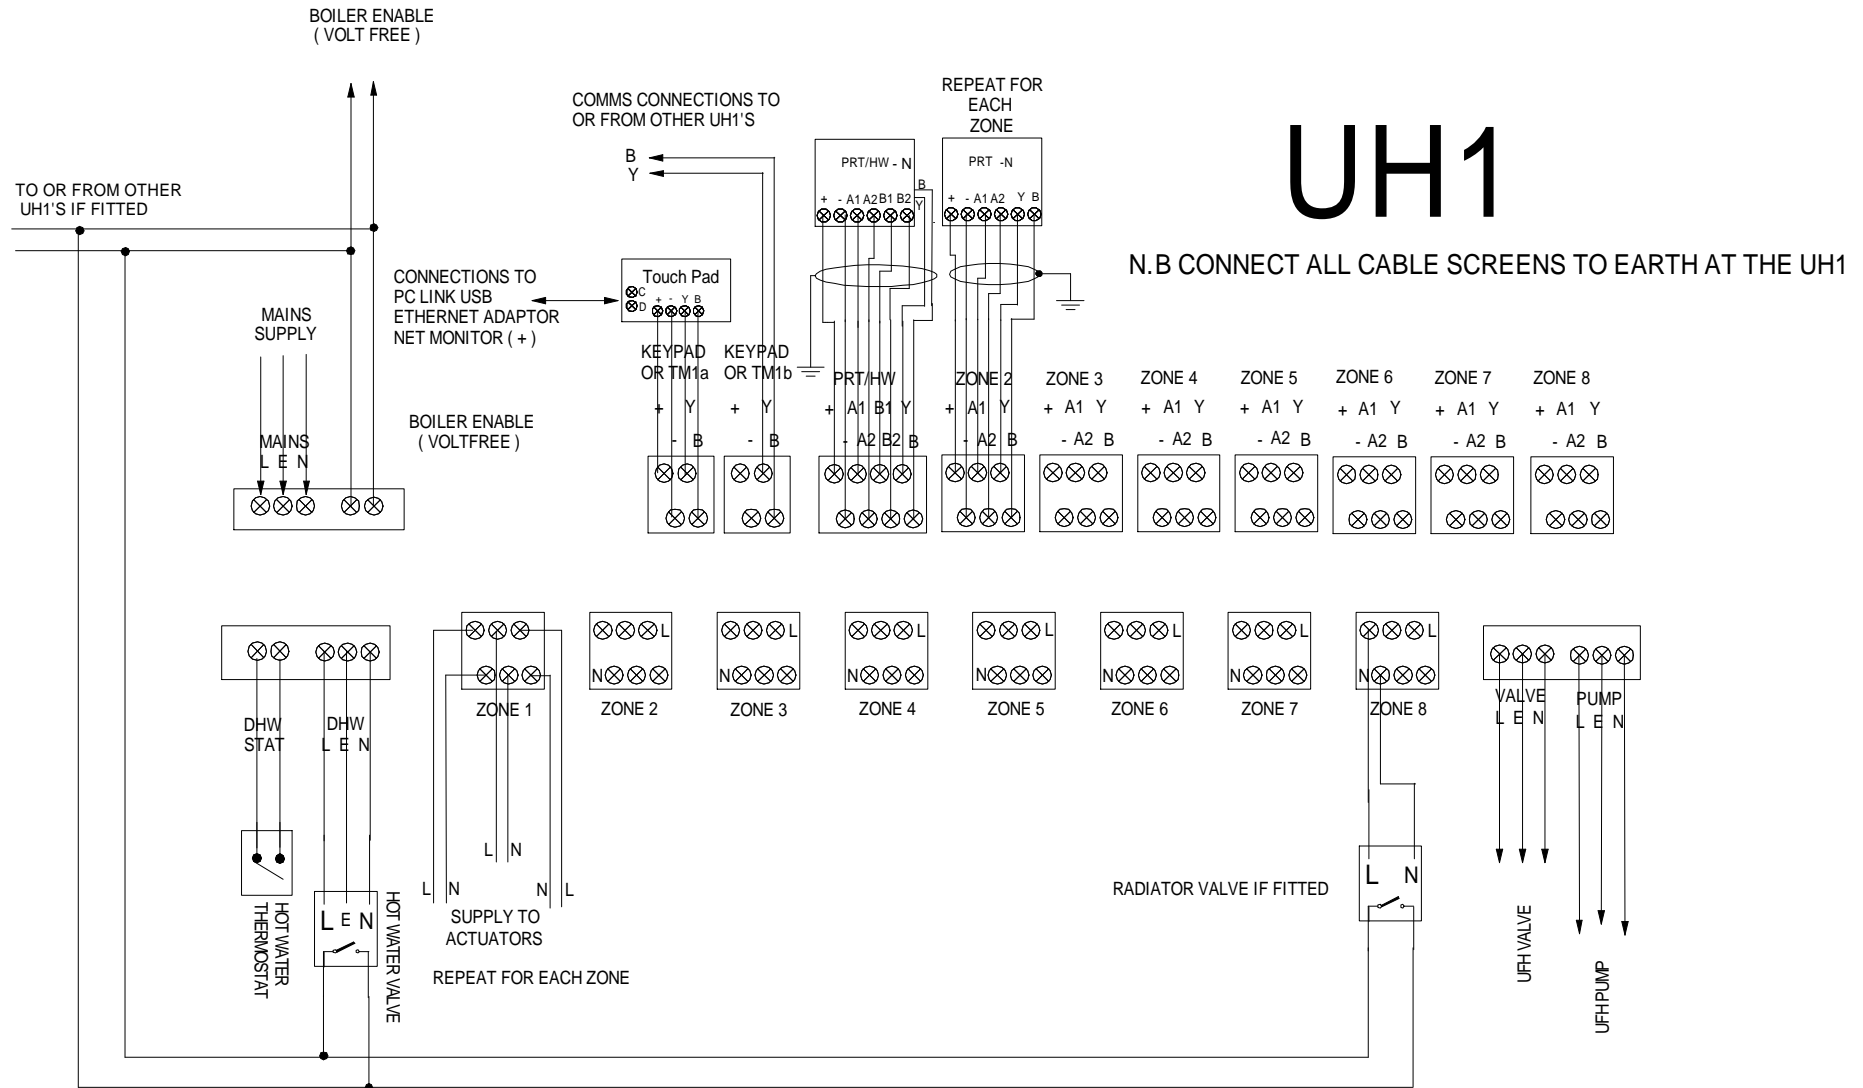 BOILER ENABLE
( VOLT FREE )
COMMS CONNECTIONS TO
OR FROM OTHER UH1'S
B
Y
REPEAT FOR
EACH
ZONE
UH1
N.B CONNECT ALL CABLE SCREENS TO EARTH AT THE UH1
PRT/HW - N
B
Y
+ - A1 A2 B1 B2
PRT -N
+ - A1 A2 Y B
TO OR FROM OTHER
UH1'S IF FITTED
CONNECTIONS TO
PC LINK USB
ETHERNET ADAPTOR
NET MONITOR ( + )
Touch Pad
C
D
+ - Y B
MAINS
SUPPLY
BOILER ENABLE
( VOLTFREE )
MAINS
L E N
KEYPAD
OR TM1a
+ Y
- B
KEYPAD
OR TM1b
+ Y
- B
PRT/HW
+ A1 B1 Y
- A2 B2 B
ZONE 2
+ A1 Y
- A2 B
ZONE 3
+ A1 Y
- A2 B
ZONE 4
+ A1 Y
- A2 B
ZONE 5
+ A1 Y
- A2 B
ZONE 6
+ A1 Y
- A2 B
ZONE 7
+ A1 Y
- A2 B
ZONE 8
+ A1 Y
- A2 B
DHW
STAT
DHW
L E N
HOT WATER
THERMOSTAT
L E N
HOT WATER VALVE
ZONE 1
L N
L N
N L
SUPPLY TO
ACTUATORS
REPEAT FOR EACH ZONE
L
N
ZONE 2
L
N
ZONE 3
L
N
ZONE 4
L
N
ZONE 5
L
N
ZONE 6
L
N
ZONE 7
L
N
ZONE 8
RADIATOR VALVE IF FITTED
L N
VALVE
L E N
PUMP
L E N
UFH VALVE
UFH PUMP